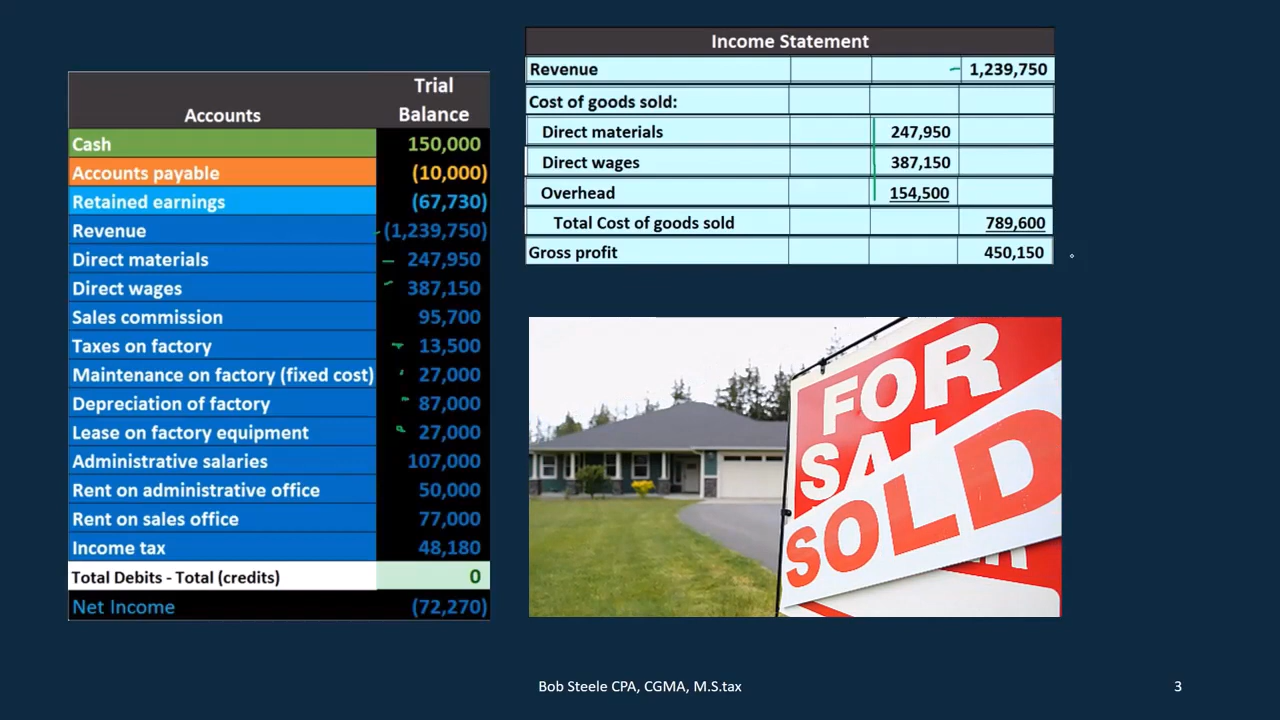 Trial
Accounts Balance
Cash 150,000
Accounts payable (10,000)
Retained earnings (67,730)
Revenue (1,239,750)
Direct materials 247,950
Direct wages 387,150
Sales commission 95,700
Taxes on factory 13,500
Maintenance on factory (fixed cost) 27,000
Depreciation of factory 87,000
Lease on factory equipment 27,000
Administrative salaries 107,000
Rent on administrative office 50,000
Rent on sales office 77,000
Income tax 48,180
Total Debits - Total (credits) 0
Net Income (72,270)
Income Statement
Revenue 1,239,750
Cost of goods sold:
Direct materials 247,950
Direct wages 387,150
Overhead 154,500
Total Cost of goods sold 789,600
Gross profit 450,150
FOR
SAL
SOLD
Bob Steele CPA, CGMA, M.S.tax 3